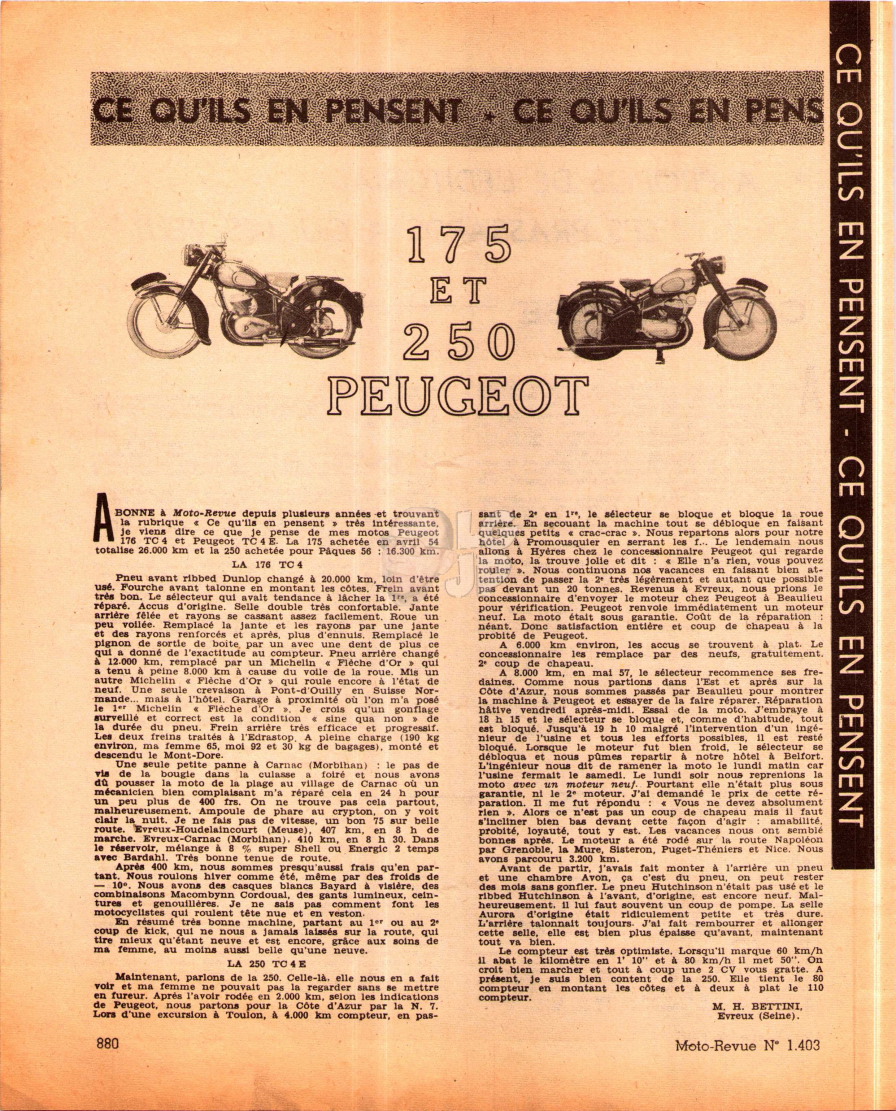 CE QU'ILS EN PENSENT • CE QU'ILS EN PENS
CE QU'ILS EN PENSENT - CE QU'ILS EN PENSENT
175
ET
250
PEUGEOT
ABONNE à Moto-Revue depuis plusieurs années et trouvant
la rubrique « Ce qu'ils en pensent » très intéressante,
je viens dire ce que je pense de mes motos Peugeot
176 TC 4 et Peugeot TC 4 E. La 175 achetée en avril 54
totalise 26.000 km et la 250 achetée pour Pâques 56 : 16.300 km.
LA 176 TC 4
Pneu avant ribbed Dunlop changé à 20.000 km, loin d'être
usé. Fourche avant talonne en montant les côtes. Frein avant
très bon. Le sélecteur qui avait tendance à lâcher la 1re, a été
réparé. Accus d'origine. Selle double très confortable. Jante
arrière fêlée et rayons se cassant assez facilement. Roue un
peu voilée. Remplacé la jante et les rayons par une jante
et des rayons renforcés et après, plus d'ennuis. Remplacé le
pignon de sortie de boîte par un avec une dent de plus ce
qui a donné de l'exactitude au compteur. Pneu arrière changé
à 12.000 km, remplacé par un Michelin « Flèche d'Or » qui
a tenu à peine 8.000 km à cause du voile de la roue. Mis un
autre Michelin « Flèche d'Or » qui roule encore à l'état de
neuf. Une seule crevaison à Pont-d'Ouilly en Suisse Nor-
mande... mais à l'hôtel. Garage à proximité où l'on m'a posé
le 1er Michelin « Flèche d'Or ». Je crois qu'un gonflage
surveillé et correct est la condition « sine qua non » de
la durée du pneu. Frein arrière très efficace et progressif.
Les deux freins traités à l'Edrastop. A pleine charge (190 kg
environ, ma femme 65, moi 92 et 30 kg de bagages), monté et
descendu le Mont-Dore.
Une seule petite panne à Carnac (Morbihan) : le pas de
vis de la bougie dans la culasse a foiré et nous avons
dû pousser la moto de la plage au village de Carnac où un
mécanicien bien complaisant m'a réparé cela en 24 h pour
un peu plus de 400 frs. On ne trouve pas cela partout,
malheureusement. Ampoule de phare au crypton, on y voit
clair la nuit. Je ne fais pas de vitesse, un bon 75 sur belle
route. Evreux-Houdelaincourt (Meuse), 407 km, en 8 h de
marche. Evreux-Carnac (Morbihan), 410 km, en 8 h 30. Dans
le réservoir, mélange à 8 % super Shell ou Energic 2 temps
avec Bardahl. Très bonne tenue de route.
Après 400 km, nous sommes presqu'aussi frais qu'en par-
tant. Nous roulons hiver comme été, même par des froids de
— 10°. Nous avons des casques blancs Bayard à visière, des
combinaisons Macombynn Cordoual, des gants lumineux, cein-
tures et genouillères. Je ne sais pas comment font les
motocyclistes qui roulent tête nue et en veston.
En résumé très bonne machine, partant au 1er ou au 2e
coup de kick, qui ne nous a jamais laissés sur la route, qui
tire mieux qu'étant neuve et est encore, grâce aux soins de
ma femme, au moins aussi belle qu'une neuve.
LA 250 TC 4 E
Maintenant, parlons de la 250. Celle-là, elle nous en a fait
voir et ma femme ne pouvait pas la regarder sans se mettre
en fureur. Après l'avoir rodée en 2.000 km, selon les indications
de Peugeot, nous partons pour la Côte d'Azur par la N. 7.
Lors d'une excursion à Toulon, à 4.000 km compteur, en pas-
sant de 2e en 1re, le sélecteur se bloque et bloque la roue
arrière. En secouant la machine tout se débloque en faisant
quelques petits « crac-crac ». Nous repartons alors pour notre
hôtel à Promousquier en serrant les f... Le lendemain nous
allons à Hyères chez le concessionnaire Peugeot qui regarde
la moto, la trouve jolie et dit : « Elle n'a rien, vous pouvez
rouler ». Nous continuons nos vacances en faisant bien at-
tention de passer la 2e très légèrement et autant que possible
pas devant un 20 tonnes. Revenus à Evreux, nous prions le
concessionnaire d'envoyer le moteur chez Peugeot à Beaulieu
pour vérification. Peugeot renvoie immédiatement un moteur
neuf. La moto était sous garantie. Coût de la réparation :
néant. Donc satisfaction entière et coup de chapeau à la
probité de Peugeot.
A 6.000 km environ, les accus se trouvent à plat. Le
concessionnaire les remplace par des neufs, gratuitement.
2e coup de chapeau.
A 8.000 km, en mai 57, le sélecteur recommence ses fre-
daines. Comme nous partions dans l'Est et après sur la
Côte d'Azur, nous sommes passés par Beaulieu pour montrer
la machine à Peugeot et essayer de la faire réparer. Réparation
hâtive vendredi après-midi. Essai de la moto. J'embraye à
18 h 15 et le sélecteur se bloque et, comme d'habitude, tout
est bloqué. Jusqu'à 19 h 10 malgré l'intervention d'un ingé-
nieur de l'usine et tous les efforts possibles, il est resté
bloqué. Lorsque le moteur fut bien froid, le sélecteur se
débloqua et nous pûmes repartir à notre hôtel à Belfort.
L'ingénieur nous dit de ramener la moto le lundi matin car
l'usine fermait le samedi. Le lundi soir nous reprenions la
moto avec un moteur neuf. Pourtant elle n'était plus sous
garantie, ni le 2e moteur. J'ai demandé le prix de cette ré-
paration. Il me fut répondu : « Vous ne devez absolument
rien ». Alors ce n'est pas un coup de chapeau mais il faut
s'incliner bien bas devant cette façon d'agir : amabilité,
probité, loyauté, tout y est. Les vacances nous ont semblé
bonnes après. Le moteur a été rodé sur la route Napoléon
par Grenoble, la Mure, Sisteron, Puget-Théniers et Nice. Nous
avons parcouru 3.200 km.
Avant de partir, j'avais fait monter à l'arrière un pneu
et une chambre Avon, ça c'est du pneu, on peut rester
des mois sans gonfler. Le pneu Hutchinson n'était pas usé et le
ribbed Hutchinson à l'avant, d'origine, est encore neuf. Mal-
heureusement, il lui faut souvent un coup de pompe. La selle
Aurora d'origine était ridiculement petite et très dure.
L'arrière talonnait toujours. J'ai fait rembourrer et allonger
cette selle, elle est bien plus épaisse qu'avant, maintenant
tout va bien.
Le compteur est très optimiste. Lorsqu'il marque 60 km/h
il abat le kilomètre en 1' 10" et à 80 km/h il met 50". On
croit bien marcher et tout à coup une 2 CV vous gratte. A
présent, je suis bien content de la 250. Elle tient le 80
compteur en montant les côtes et à deux à plat le 110
compteur.
M. H. BETTINI,
Evreux (Seine).
880
Moto-Revue N° 1.403